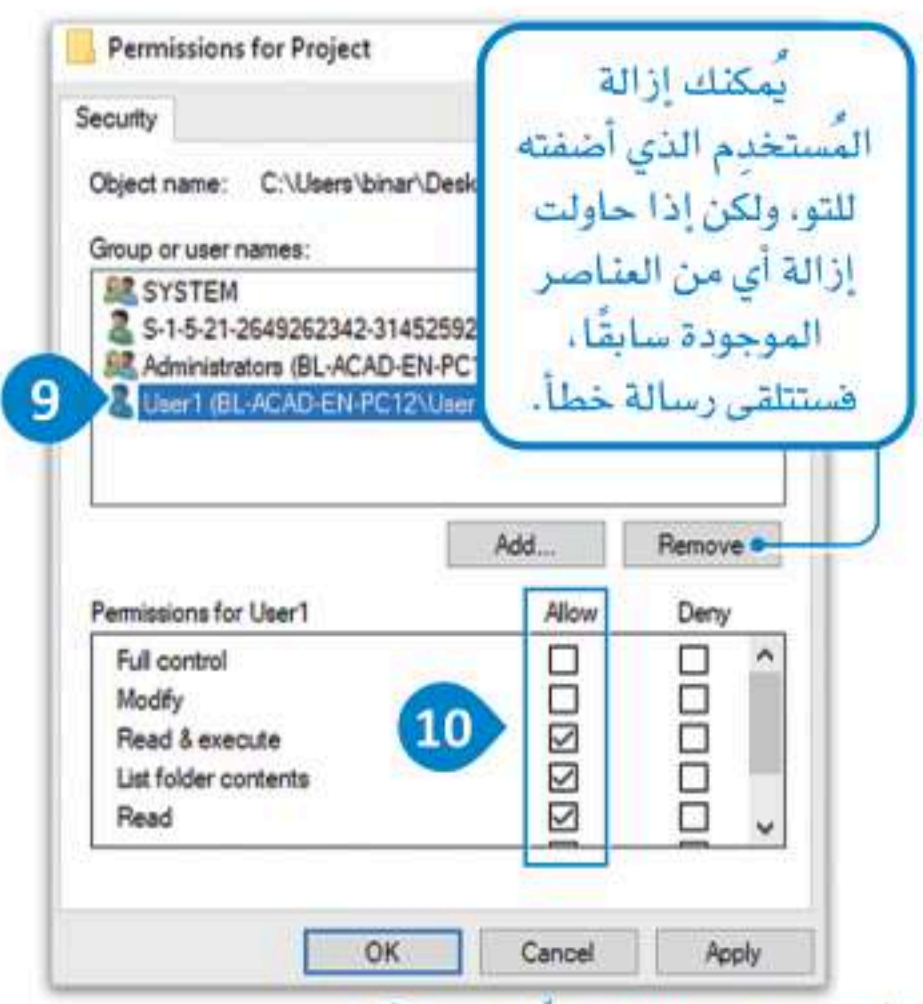 Permissions for Project
يُمكنك إزالة
المُستخدِم الذي أضفته
للتو، ولكن إذا حاولت
إزالة أي من العناصر
الموجودة سابقًا،
فستتلقى رسالة خطأ.
Security
Object name: C:\Users\binar\Desk
Group or user names:
SYSTEM
S-1-5-21-2649262342-31452592
Administrators (BL-ACAD-EN-PC1
9
User1 (BL-ACAD-EN-PC12\User
Add... Remove
Permissions for User1 Allow Deny
Full control
Modify
10
Read & execute
List folder contents
Read
OK Cancel Apply